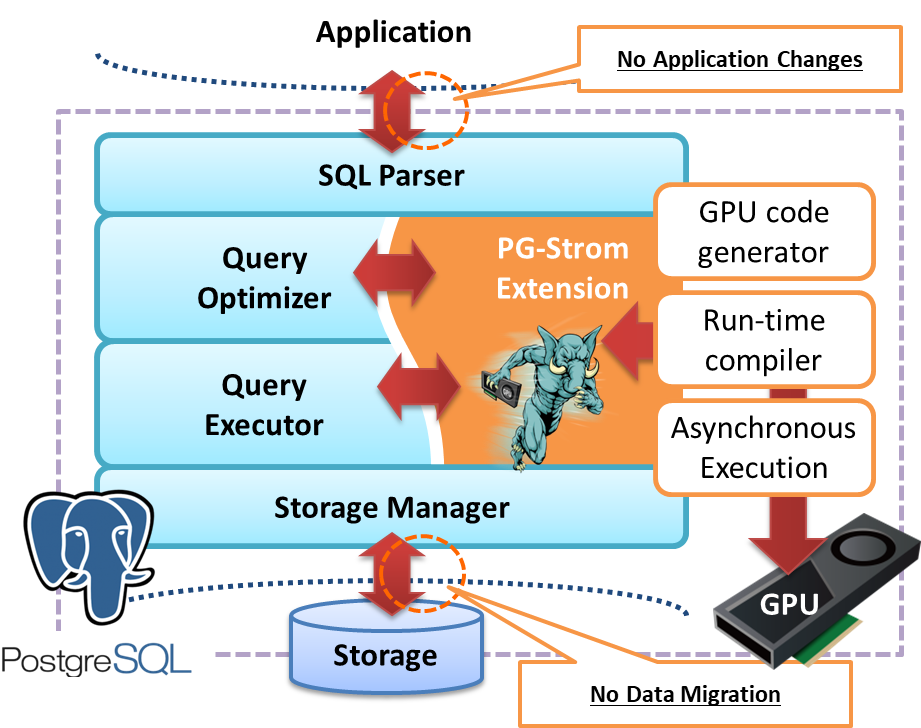 Application
No Application Changes
SQL Parser
GPU code
generator
PG-Strom
Extension
Query
Optimizer
Run-time
compiler
Query
Executor
Asynchronous
Execution
Storage Manager
GPU
PostgreSQL
Storage
No Data Migration